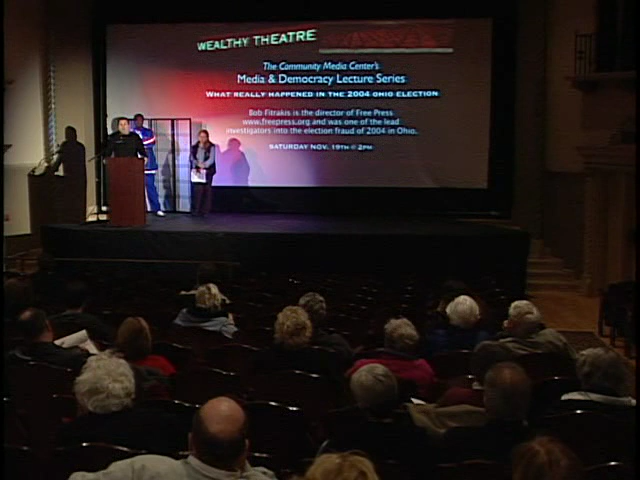 WEALTHY THEATRE
The Community Media Center's
Media & Democracy Lecture Series
WHAT REALLY HAPPENED IN THE 2004 OHIO ELECTION
Bob Fitrakis is the director of Free Press
www.freepress.org and was one of the lead
investigators into the election fraud of 2004 in Ohio.
SATURDAY NOV. 19TH @ 2PM